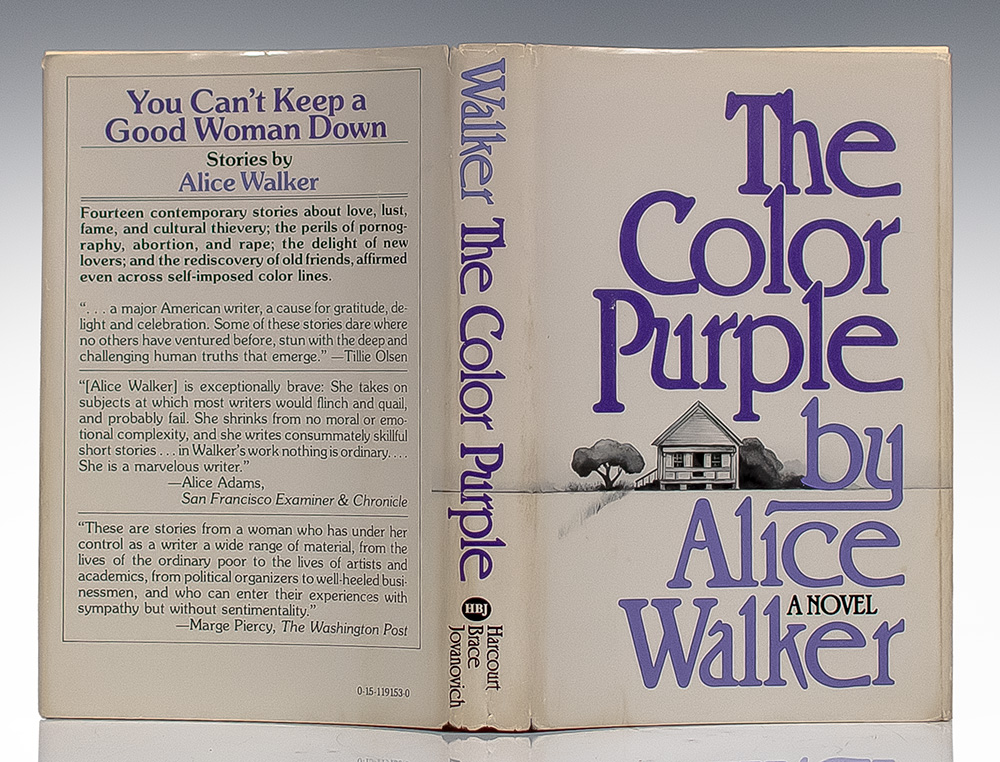 You Can't Keep a
Good Woman Down
Stories by
Alice Walker
Fourteen contemporary stories about love, lust,
fame, and cultural thievery; the perils of pornog-
raphy, abortion, and rape; the delight of new
lovers; and the rediscovery of old friends, affirmed
even across self-imposed color lines.
“. . . a major American writer, a cause for gratitude, de-
light and celebration. Some of these stories dare where
no others have ventured before, stun with the deep and
challenging human truths that emerge.” —Tillie Olsen
“[Alice Walker] is exceptionally brave: She takes on
subjects at which most writers would flinch and quail,
and probably fail. She shrinks from no moral or emo-
tional complexity, and she writes consummately skillful
short stories . . . in Walker's work nothing is ordinary. . . .
She is a marvelous writer.”
—Alice Adams,
San Francisco Examiner & Chronicle
“These are stories from a woman who has under her
control as a writer a wide range of material, from the
lives of the ordinary poor to the lives of artists and
academics, from political organizers to well-heeled busi-
nessmen, and who can enter their experiences with
sympathy but without sentimentality.”
—Marge Piercy, The Washington Post
0-15-119153-0
Walker The Color Purple
HBJ
Harcourt
Brace
Jovanovich
The
Color
Purple
by
Alice
A NOVEL
Walker